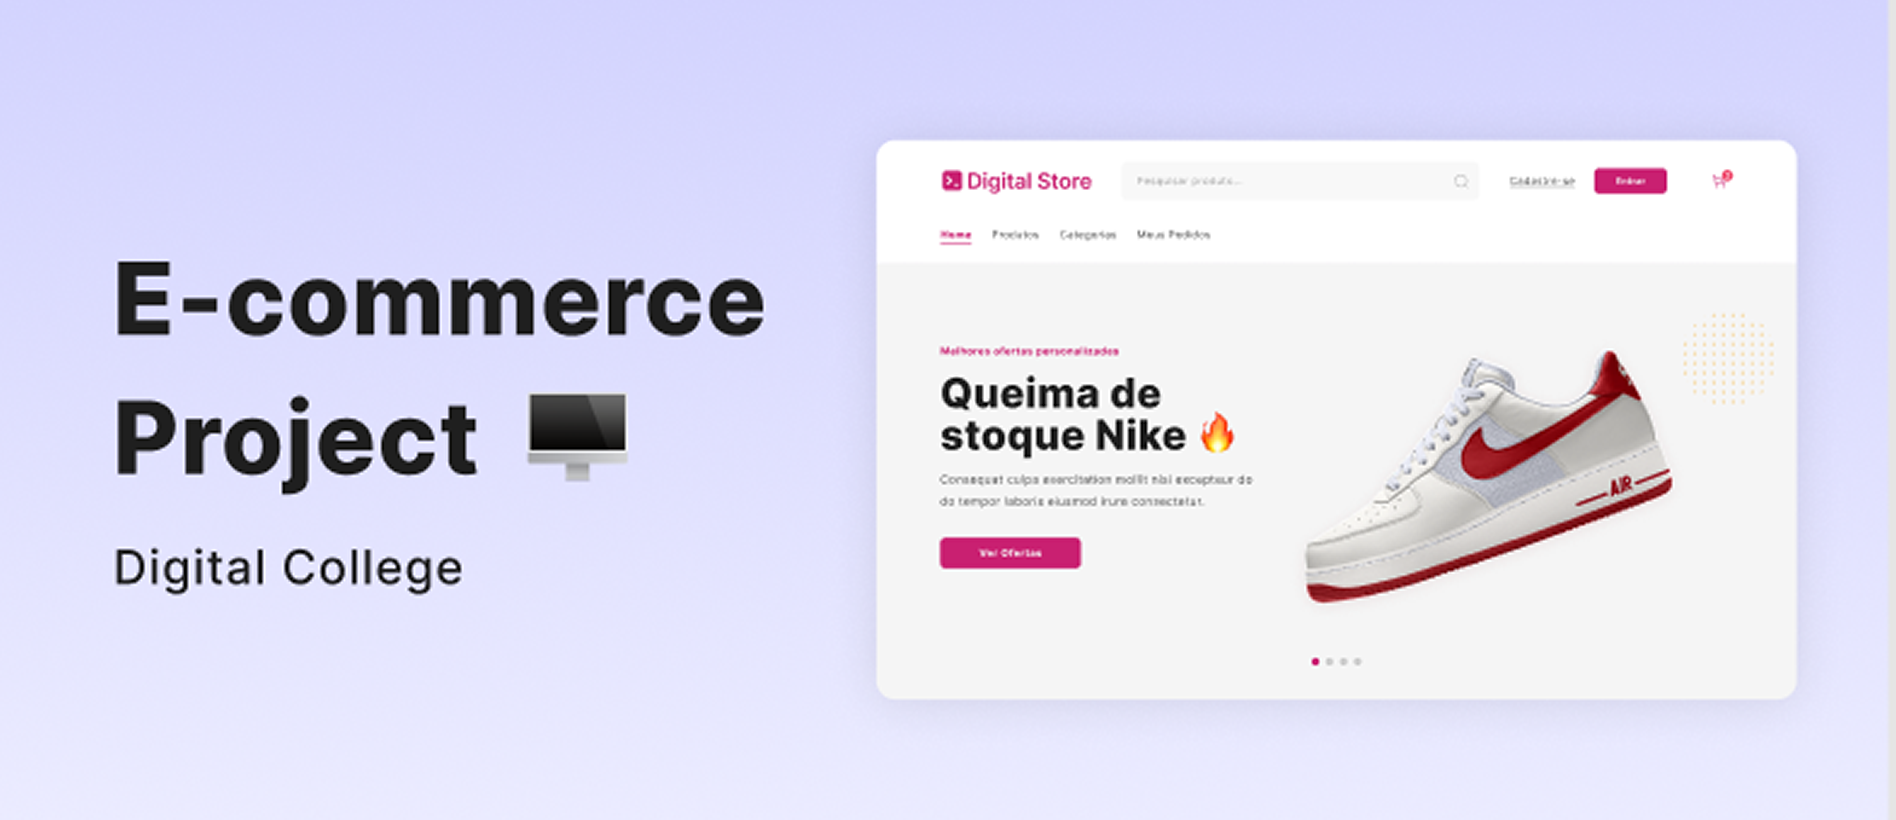 E-commerce
Project
Digital College
Digital Store
Pesquisar produto...
Cadastre-se
Entrar
2
Home
Produtos
Categorias
Meus Pedidos
Melhores ofertas personalizadas
Queima de
stoque Nike 🔥
Consequat culpa exercitation mollit nisi excepteur do
do tempor laboris eiusmod irure consectetur.
Ver Ofertas
AIR